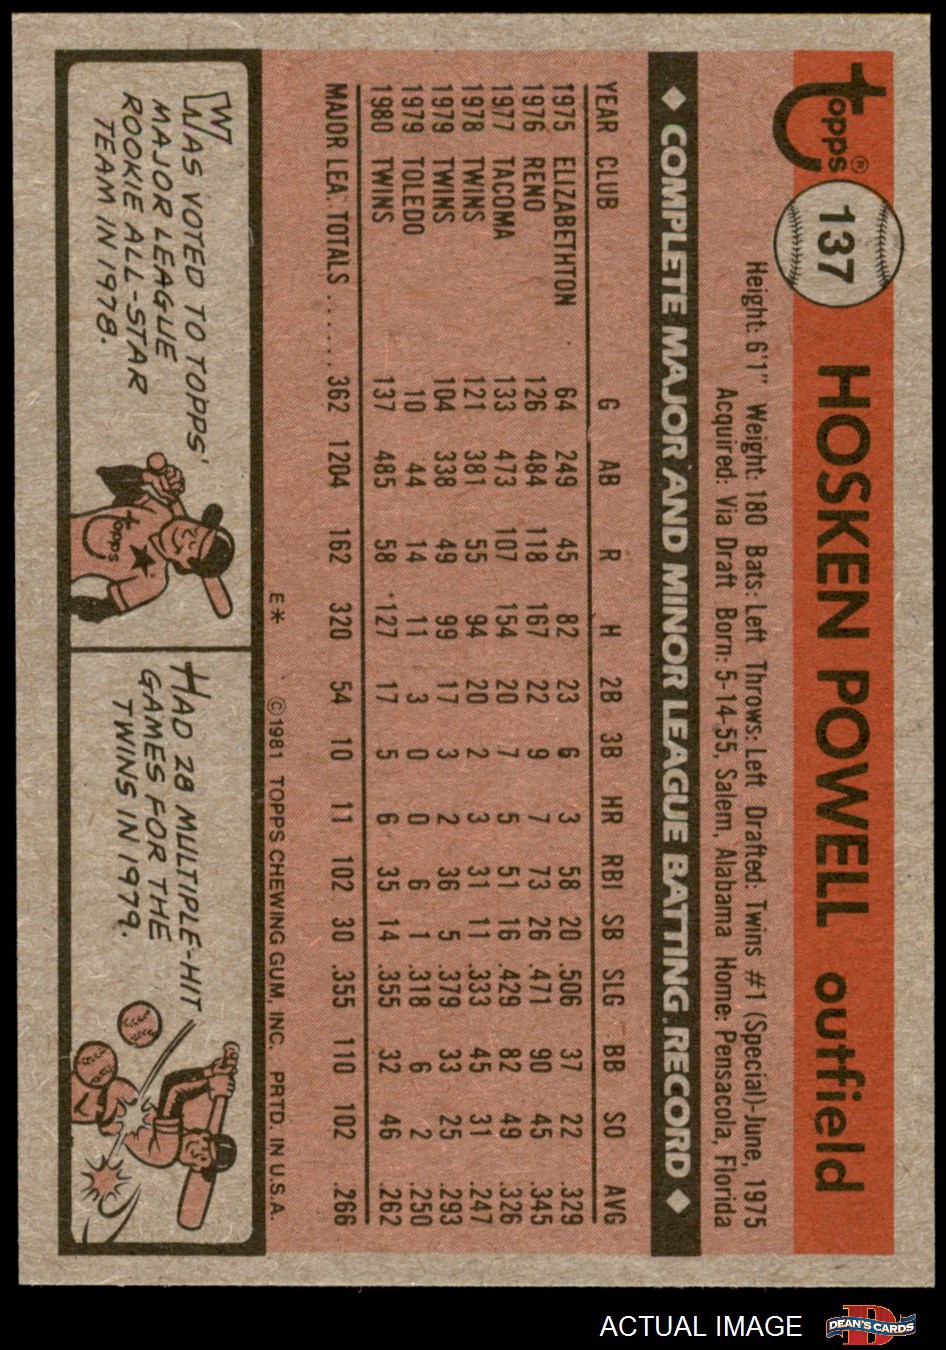 topps®
137
HOSKEN POWELL outfield
Height: 6'1" Weight: 180 Bats: Left Throws: Left Drafted: Twins #1 (Special)-June, 1975
Acquired: Via Draft Born: 5-14-55, Salem, Alabama Home: Pensacola, Florida
◆ COMPLETE MAJOR AND MINOR LEAGUE BATTING RECORD ◆
YEAR CLUB G AB R H 2B 3B HR RBI SB SLG BB SO AVG
1975 ELIZABETHTON 64 249 45 82 23 6 3 58 20 .506 37 22 .329
1976 RENO 126 484 118 167 22 9 7 73 26 .471 90 45 .345
1977 TACOMA 133 473 107 154 20 7 5 51 16 .429 82 49 .326
1978 TWINS 121 381 55 94 20 2 3 31 11 .333 45 31 .247
1979 TWINS 104 338 49 99 17 3 2 36 5 .379 33 25 .293
1979 TOLEDO 10 44 14 11 3 0 0 6 1 .318 6 2 .250
1980 TWINS 137 485 58 127 17 5 6 35 14 .355 32 46 .262
MAJOR LEA. TOTALS ...... 362 1204 162 320 54 10 11 102 30 .355 110 102 .266
E* ©1981 TOPPS CHEWING GUM, INC. PRTD. IN U.S.A.
WAS VOTED TO TOPPS'
MAJOR LEAGUE
ROOKIE ALL-STAR
TEAM IN 1978.
topps
HAD 28 MULTIPLE-HIT
GAMES FOR THE
TWINS IN 1979.
ACTUAL IMAGE
D
DEAN'S CARDS